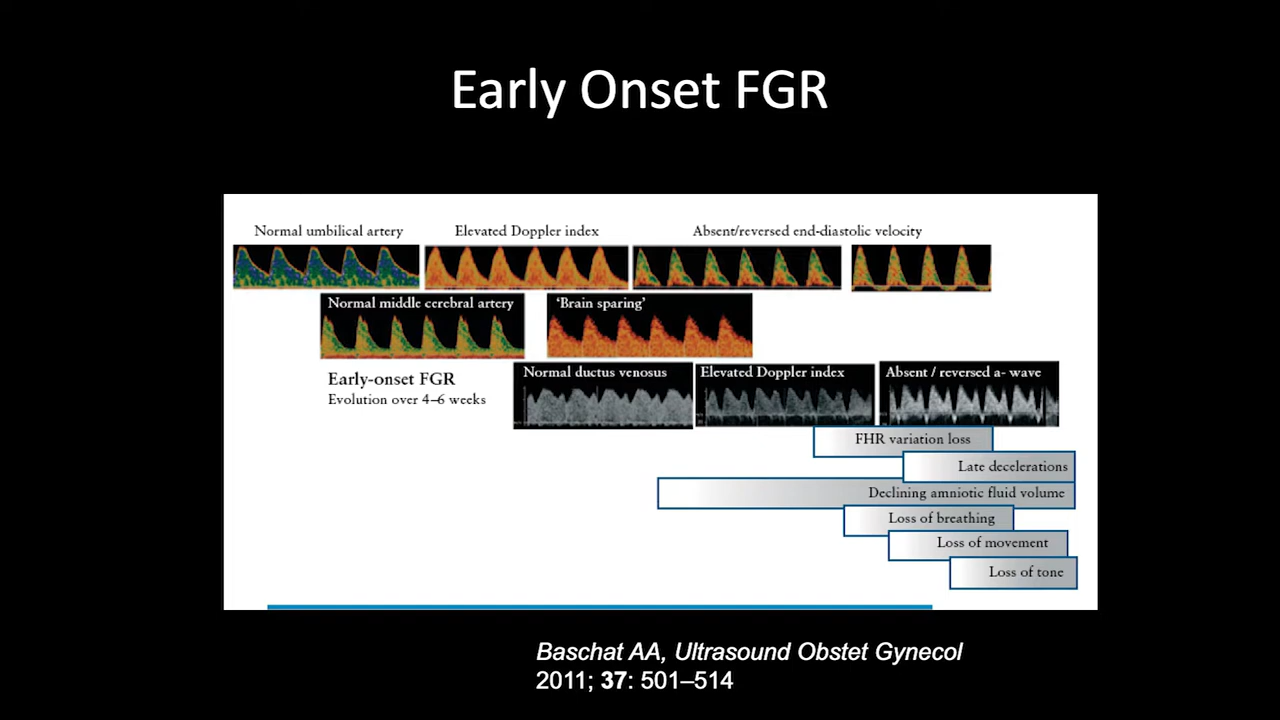 Early Onset FGR
Normal umbilical artery
Elevated Doppler index
Absent/reversed end-diastolic velocity
Normal middle cerebral artery
'Brain sparing'
Early-onset FGR
Evolution over 4–6 weeks
Normal ductus venosus
Elevated Doppler index
Absent / reversed a- wave
FHR variation loss
Late decelerations
Declining amniotic fluid volume
Loss of breathing
Loss of movement
Loss of tone
Baschat AA, Ultrasound Obstet Gynecol
2011; 37: 501–514